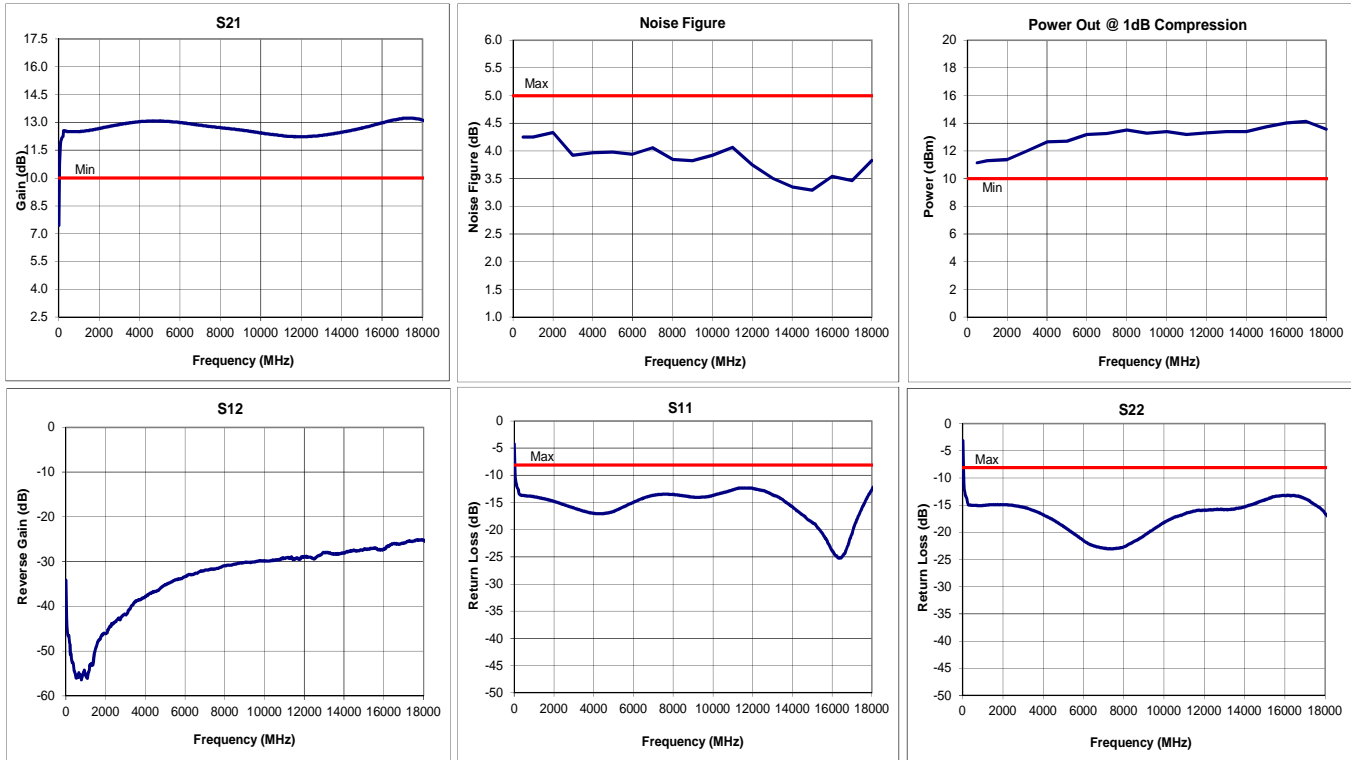 S21
17.5
16.0
14.5
13.0
11.5
10.0
8.5
7.0
5.5
4.0
2.5
Gain (dB)
Min
0 2000 4000 6000 8000 10000 12000 14000 16000 18000
Frequency (MHz)
Noise Figure
6.0
5.5
5.0
4.5
4.0
3.5
3.0
2.5
2.0
1.5
1.0
Noise Figure (dB)
Max
0 2000 4000 6000 8000 10000 12000 14000 16000 18000
Frequency (MHz)
Power Out @ 1dB Compression
20
18
16
14
12
10
8
6
4
2
0
Power (dBm)
Min
0 2000 4000 6000 8000 10000 12000 14000 16000 18000
Frequency (MHz)
S12
0
-10
-20
-30
-40
-50
-60
Reverse Gain (dB)
0 2000 4000 6000 8000 10000 12000 14000 16000 18000
Frequency (MHz)
S11
0
-5
-10
-15
-20
-25
-30
-35
-40
-45
-50
Return Loss (dB)
Max
0 2000 4000 6000 8000 10000 12000 14000 16000 18000
Frequency (MHz)
S22
0
-5
-10
-15
-20
-25
-30
-35
-40
-45
-50
Return Loss (dB)
Max
0 2000 4000 6000 8000 10000 12000 14000 16000 18000
Frequency (MHz)